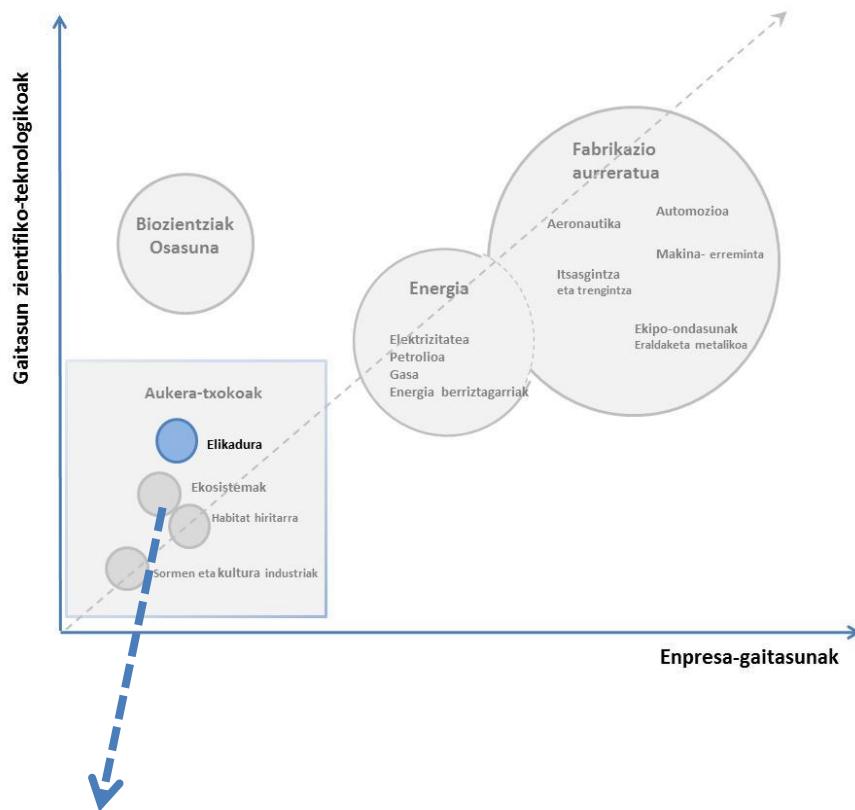 Gaitasun zientifiko-teknologikoak
Fabrikazio
aurreratua
Aeronautika
Automozioa
Makina- erreminta
Itsasgintza
eta trengintza
Ekipo-ondasunak
Eraldaketa metalikoa
Biozientziak
Osasuna
Energia
Elektrizitatea
Petrolioa
Gasa
Energia berriztagarriak
Aukera-txokoak
Elikadura
Ekosistemak
Habitat hiritarra
Sormen eta kultura industriak
Enpresa-gaitasunak